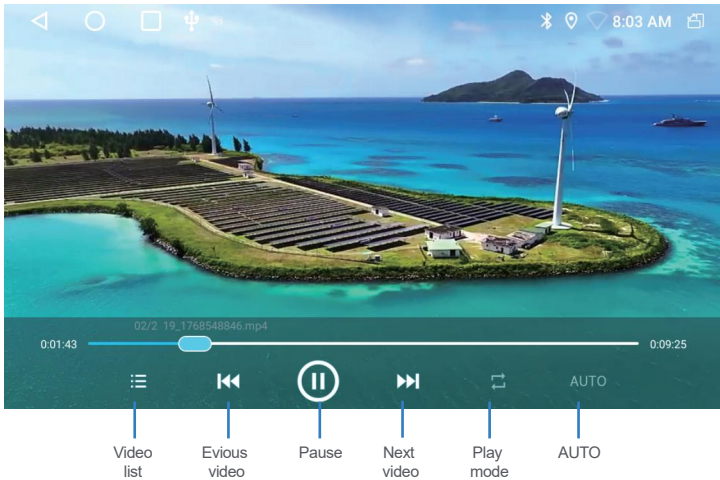 8:03 AM
02/2 19_1768548846.mp4
0:01:43
0:09:25
AUTO
Video list
Evious video
Pause
Next video
Play mode
AUTO